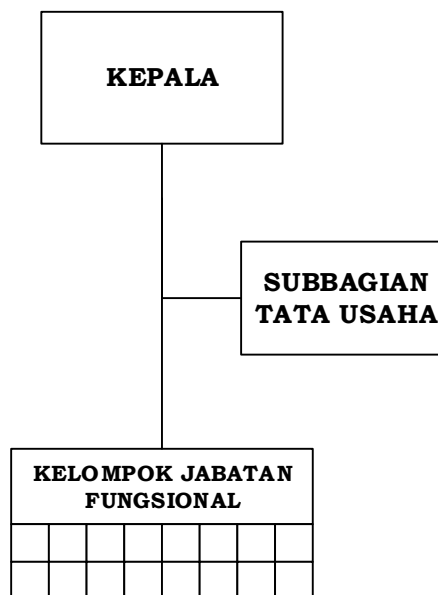 KEPALA
SUBBAGIAN
TATA USAHA
KELOMPOK JABATAN
FUNGSIONAL